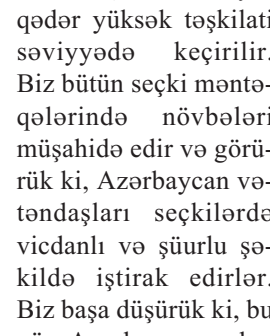 qədər yüksək təşkilati
səviyyədə keçirilir.
Biz bütün seçki məntə-
qələrində növbələri
müşahidə edir və görü-
rük ki, Azərbaycan və-
təndaşları seçkilərdə
vicdanlı və şüurlu şə-
kildə iştirak edirlər.
Biz başa düşürük ki, bu